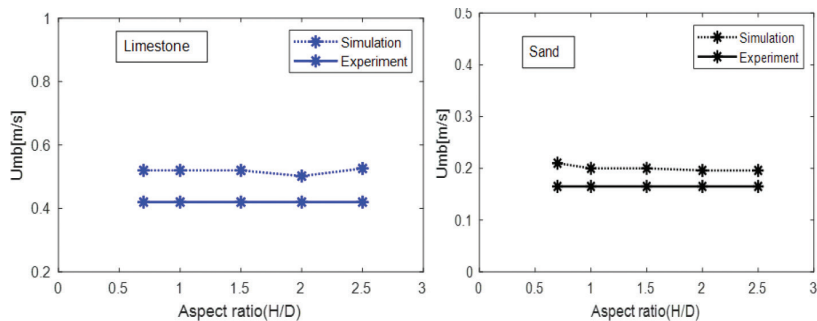 Limestone
Simulation
Experiment
1
0.8
0.6
0.4
0.2
Umb[m/s]
0
0.5
1
1.5
2
2.5
3
Aspect ratio(H/D)
Sand
Simulation
Experiment
0.5
0.4
0.3
0.2
0.1
0
Umb[m/s]
0
0.5
1
1.5
2
2.5
3
Aspect ratio(H/D)